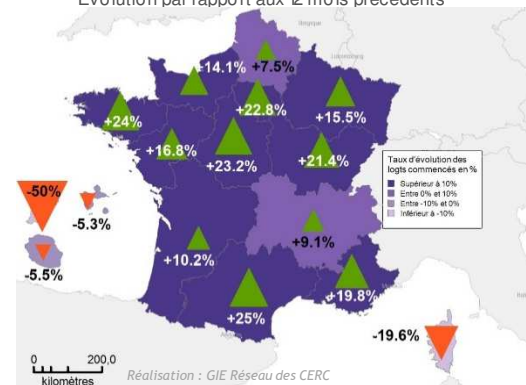 Evolution par rapport aux 12 mois précédents
Belgique
Luxembourg
+7.5%
+14.1%
+22.8%
+15.5%
+24%
+16.8%
+23.2%
+21.4%
Taux d'évolution des
logts commencés en %
Supérieur à 10%
Entre 0% et 10%
Entre -10% et 0%
Inférieur à -10%
-50%
-5.3%
-5.5%
+9.1%
+10.2%
+19.8%
+25%
-19.6%
0 200,0
kilomètres
Réalisation : GIE Réseau des CERC